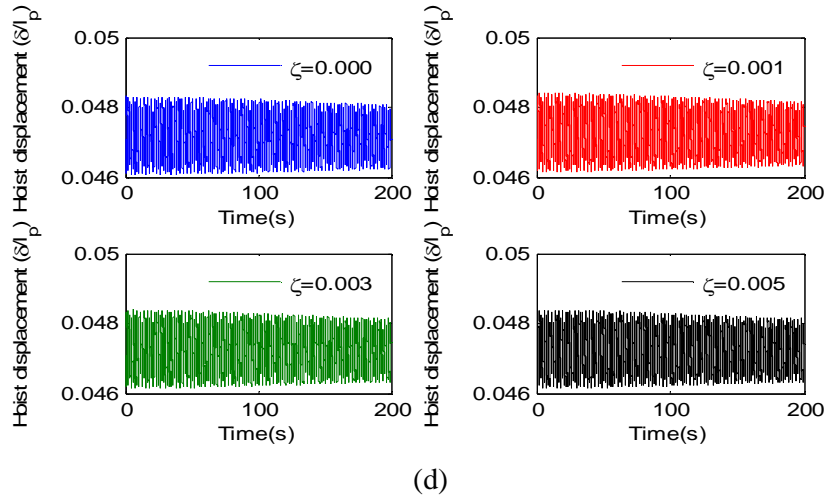 0.05
0.048
0.046
Hoist displacement (δ/l_p)
ζ=0.000
0 100 200
Time(s)
0.05
0.048
0.046
Hoist displacement (δ/l_p)
ζ=0.001
0 100 200
Time(s)
0.05
0.048
0.046
Hoist displacement (δ/l_p)
ζ=0.003
0 100 200
Time(s)
0.05
0.048
0.046
Hoist displacement (δ/l_p)
ζ=0.005
0 100 200
Time(s)
(d)